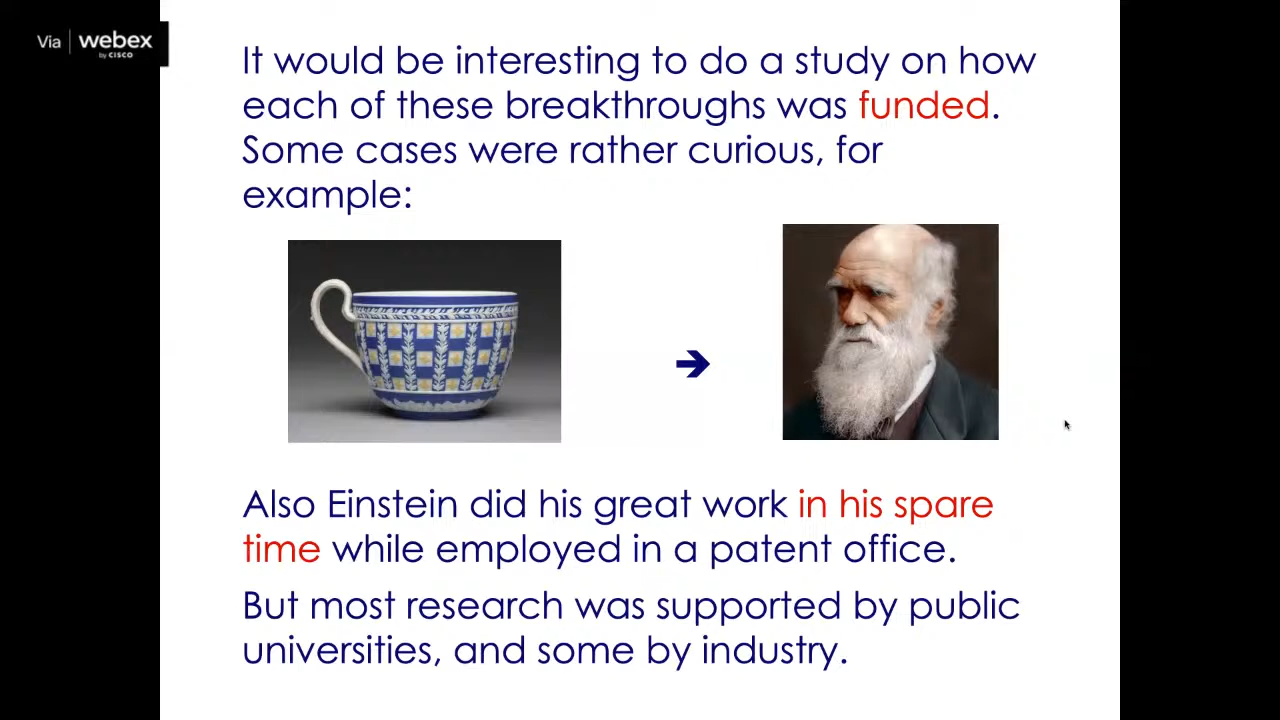 Via webex
by CISCO
It would be interesting to do a study on how
each of these breakthroughs was funded.
Some cases were rather curious, for
example:
Also Einstein did his great work in his spare
time while employed in a patent office.
But most research was supported by public
universities, and some by industry.